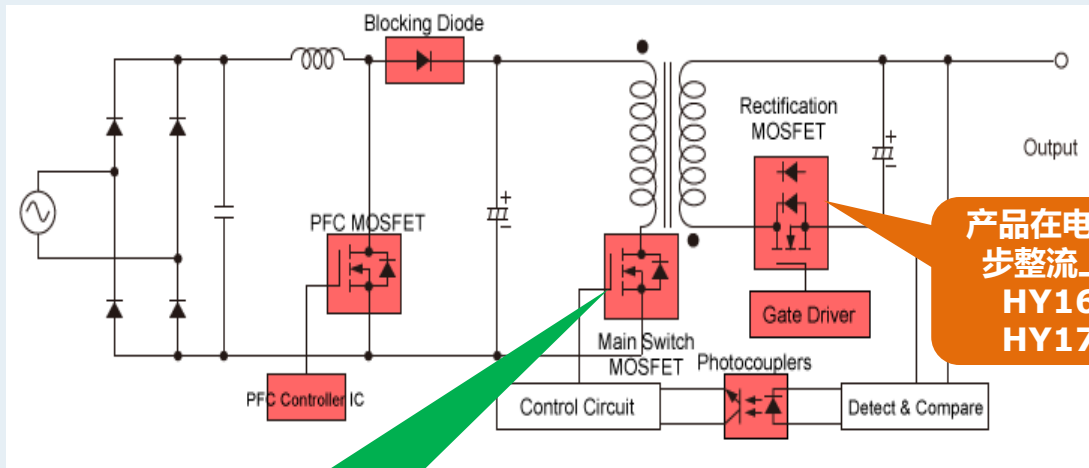 Blocking Diode
Rectification
MOSFET
Output
PFC MOSFET
产品在电
步整流
HY16
HY17
Gate Driver
Main Switch
MOSFET
Photocouplers
PFC Controller IC
Control Circuit
Detect & Compare
+
-
+
-